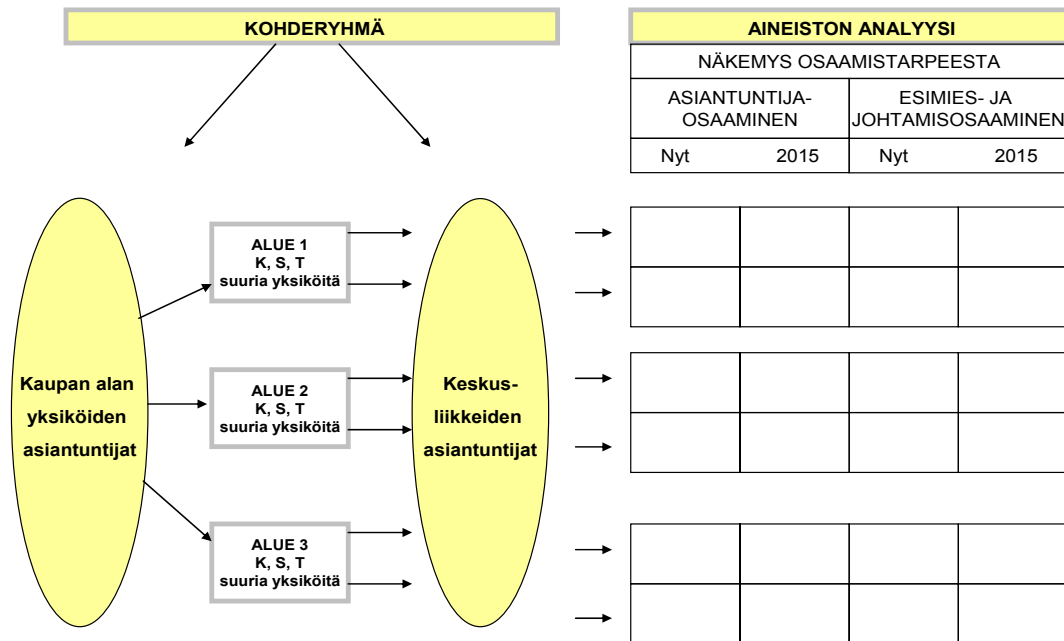 KOHDERYHMÄ
AINEISTON ANALYYSI
NÄKEMYS OSAAMISTARPEESTA
ASIANTUNTIJA-
OSAAMINEN
ESIMIES- JA
JOHTAMISOSAAMINEN
Nyt 2015 Nyt 2015
Kaupan alan
yksiköiden
asiantuntijat
ALUE 1
K, S, T
suuria yksiköitä
ALUE 2
K, S, T
suuria yksiköitä
ALUE 3
K, S, T
suuria yksiköitä
Keskus-
liikkeiden
asiantuntijat